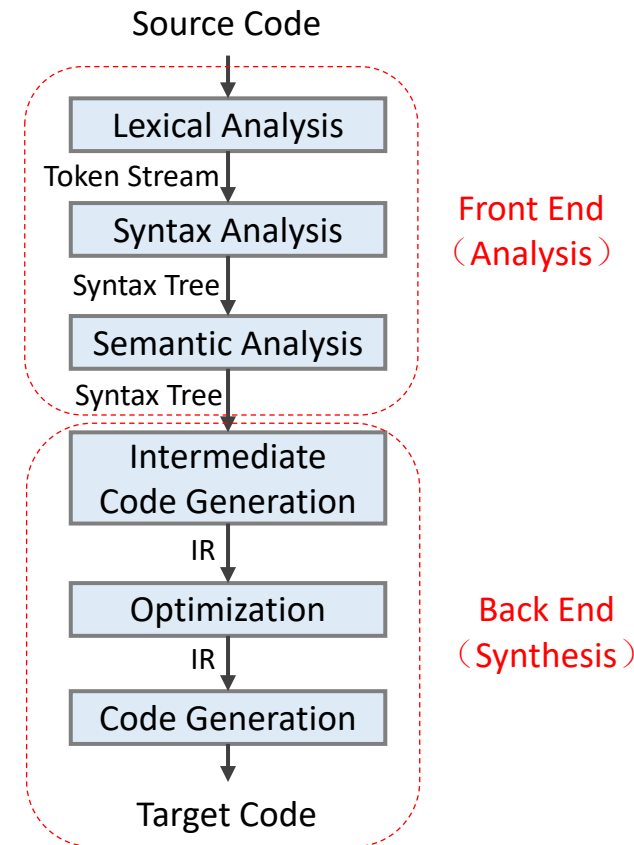 Source Code
Lexical Analysis
Token Stream
Syntax Analysis
Syntax Tree
Semantic Analysis
Syntax Tree
Front End
（Analysis）
Intermediate
Code Generation
IR
Optimization
IR
Code Generation
Target Code
Back End
（Synthesis）